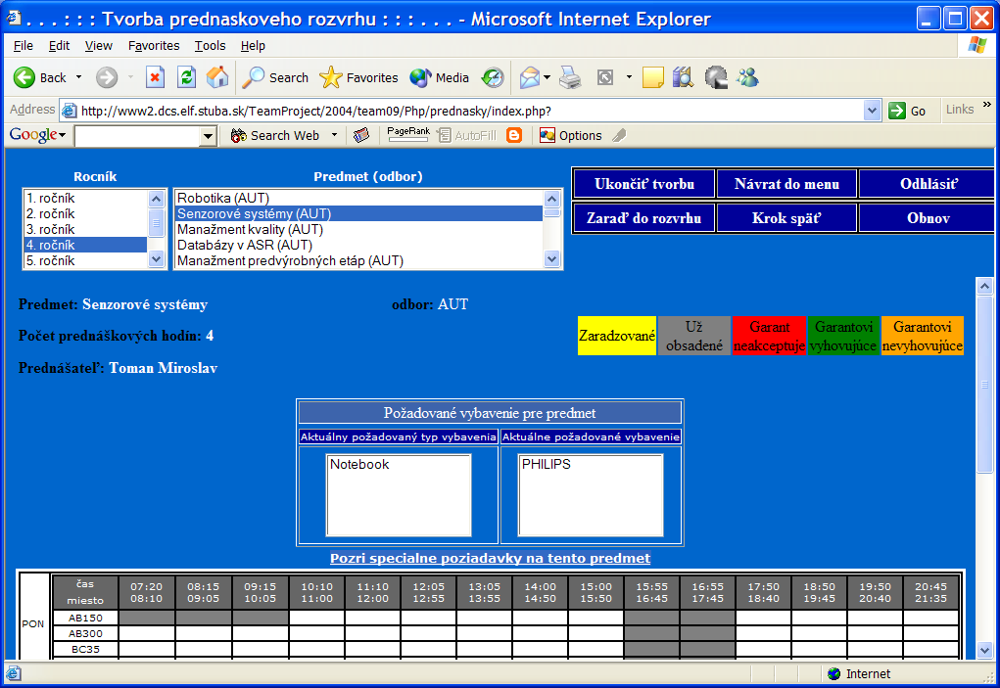 . . . : : : Tvorba prednaskoveho rozvrhu : : : . . . - Microsoft Internet Explorer
File Edit View Favorites Tools Help
Back Search Favorites Media
Address http://www2.dcs.elf.stuba.sk/TeamProject/2004/team09/Php/prednasky/index.php? Go Links »
Google Search Web PageRank AutoFill Options
Rocník Predmet (odbor)
1. ročník
2. ročník
3. ročník
4. ročník
5. ročník
Robotika (AUT)
Senzorové systémy (AUT)
Manažment kvality (AUT)
Databázy v ASR (AUT)
Manažment predvýrobných etáp (AUT)
Ukončiť tvorbu Návrat do menu Odhlásiť
Zaraď do rozvrhu Krok späť Obnov
Predmet: Senzorové systémy odbor: AUT
Počet prednáškových hodín: 4
Prednášateľ: Toman Miroslav
Zaradzované
Už
obsadené
Garant
neakceptuje
Garantovi
vyhovujúce
Garantovi
nevyhovujúce
Požadované vybavenie pre predmet
Aktuálny požadovaný typ vybavenia Aktuálne požadované vybavenie
Notebook PHILIPS
Pozri specialne poziadavky na tento predmet
čas 07:20 08:15 09:15 10:10 11:10 12:05 13:05 14:00 15:00 15:55 16:55 17:50 18:50 19:50 20:45
miesto 08:10 09:05 10:05 11:00 12:00 12:55 13:55 14:50 15:50 16:45 17:45 18:40 19:45 20:40 21:35
PON
AB150
AB300
BC35
Internet